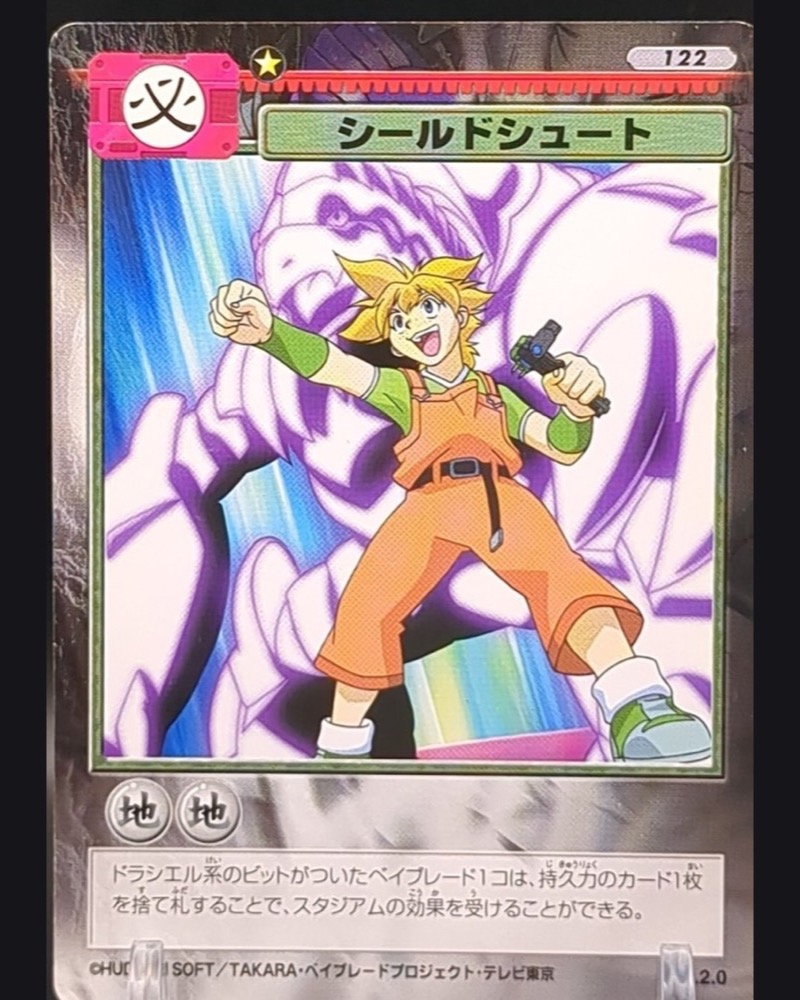 必
122
シールドシュート
地 地
ドラシエル系のビットがついたベイブレード1コは、持久力のカード1枚
を捨て札することで、スタジアムの効果を受けることができる。
SOFT/TAKARA・ベイブレードプロジェクト・テレビ東京
.2.0